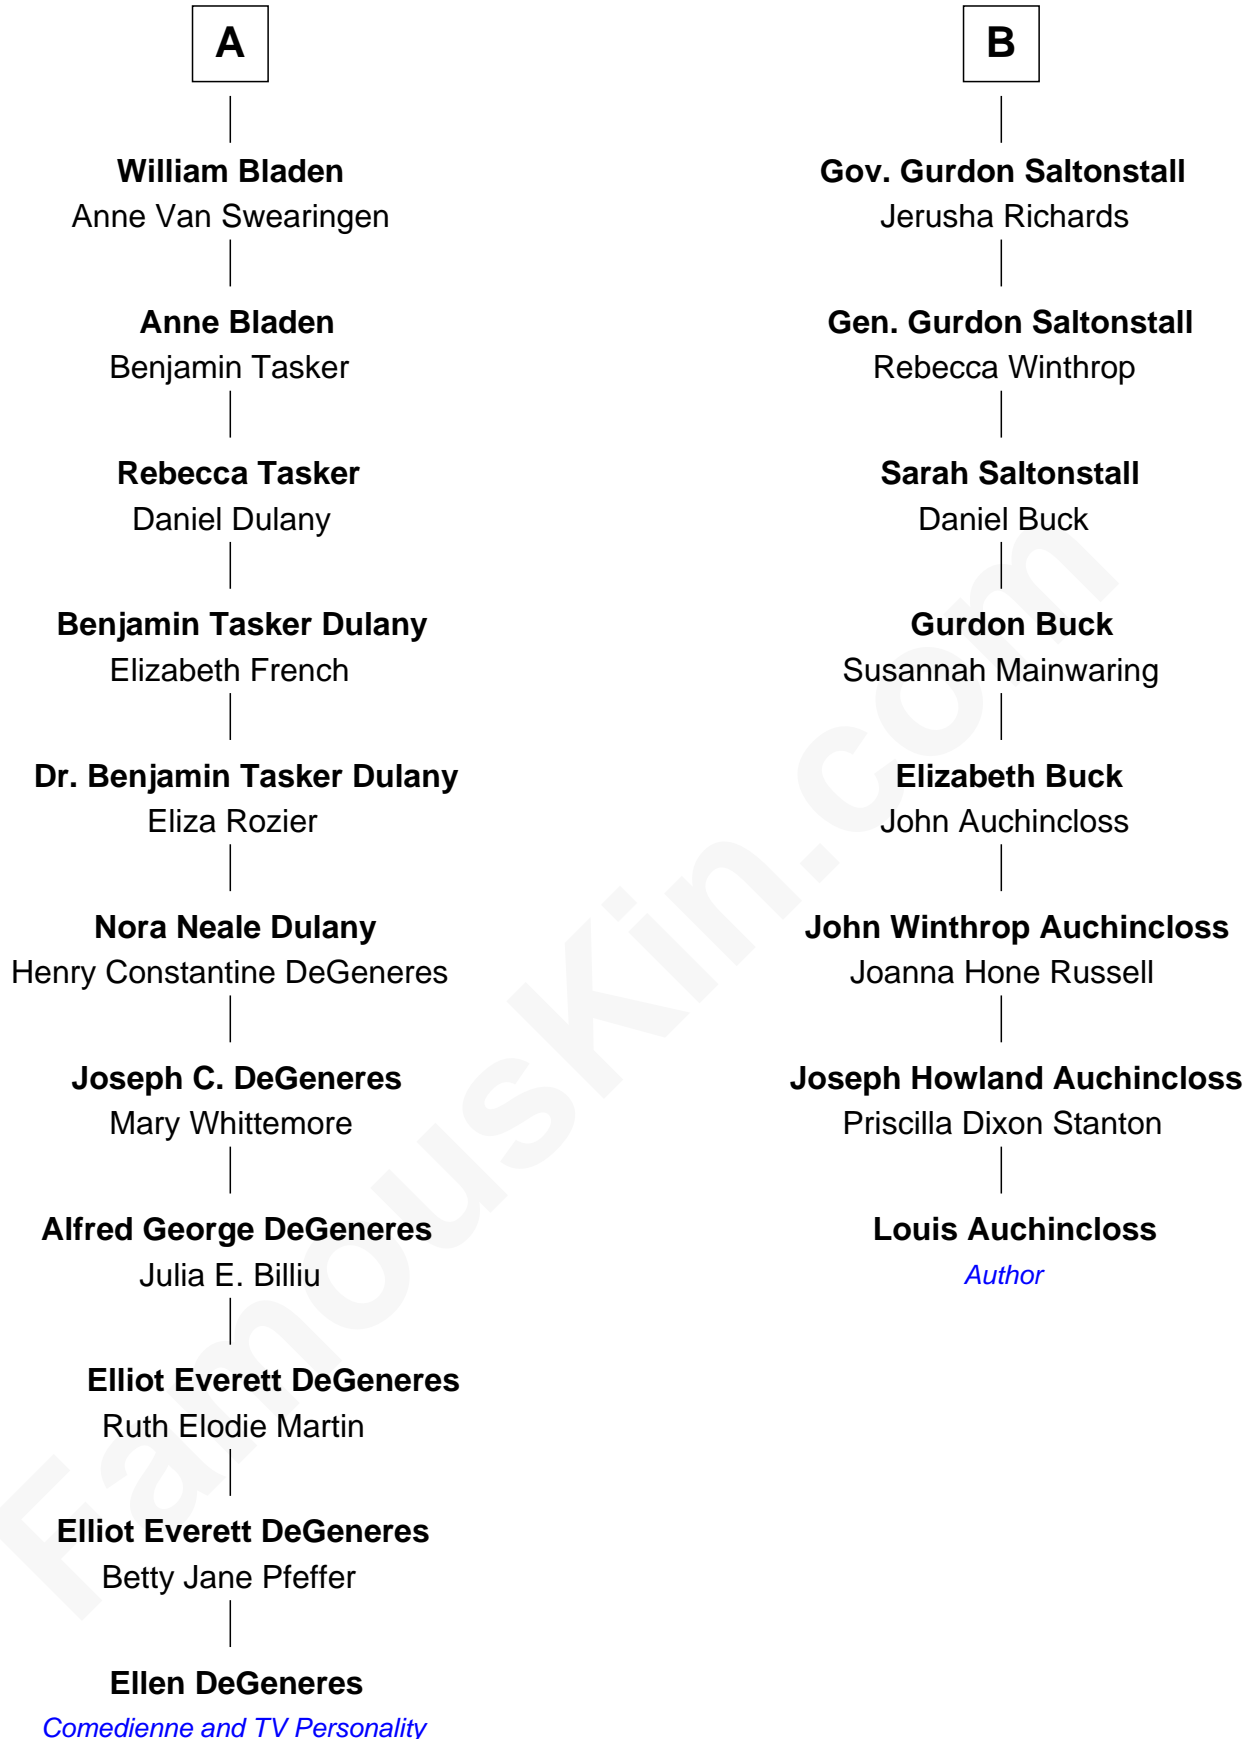 A
William Bladen
Anne Van Swearingen
Anne Bladen
Benjamin Tasker
Rebecca Tasker
Daniel Dulany
Benjamin Tasker Dulany
Elizabeth French
Dr. Benjamin Tasker Dulany
Eliza Rozier
Nora Neale Dulany
Henry Constantine DeGeneres
Joseph C. DeGeneres
Mary Whittemore
Alfred George DeGeneres
Julia E. Billiu
Elliot Everett DeGeneres
Ruth Elodie Martin
Elliot Everett DeGeneres
Betty Jane Pfeffer
Ellen DeGeneres
Comedienne and TV Personality
B
Gov. Gurdon Saltonstall
Jerusha Richards
Gen. Gurdon Saltonstall
Rebecca Winthrop
Sarah Saltonstall
Daniel Buck
Gurdon Buck
Susannah Mainwaring
Elizabeth Buck
John Auchincloss
John Winthrop Auchincloss
Joanna Hone Russell
Joseph Howland Auchincloss
Priscilla Dixon Stanton
Louis Auchincloss
Author
FamousKin.com